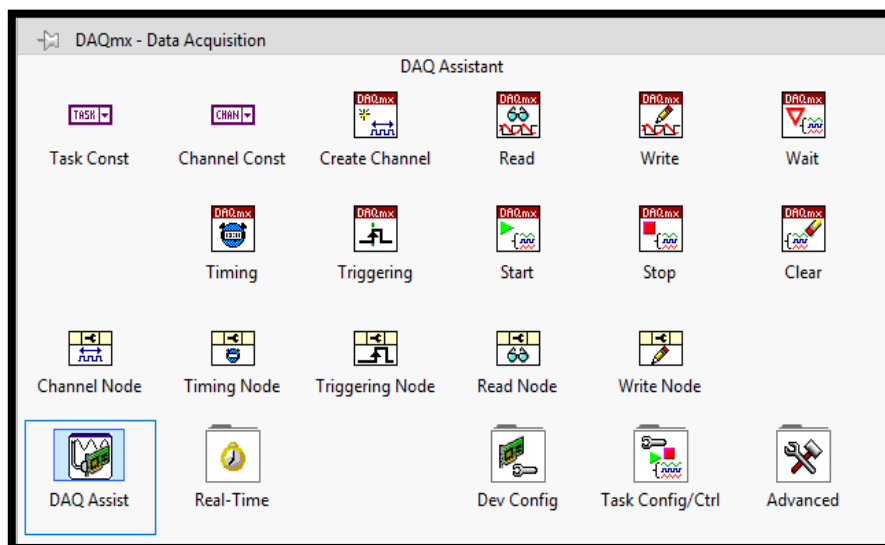 DAQmx - Data Acquisition
DAQ Assistant
TASK
CHAN
DAQmx
DAQmx
DAQmx
DAQmx
Task Const
Channel Const
Create Channel
Read
Write
Wait
DAQmx
DAQmx
DAQmx
DAQmx
DAQmx
Timing
Triggering
Start
Stop
Clear
Channel Node
Timing Node
Triggering Node
Read Node
Write Node
DAQ Assist
Real-Time
Dev Config
Task Config/Ctrl
Advanced